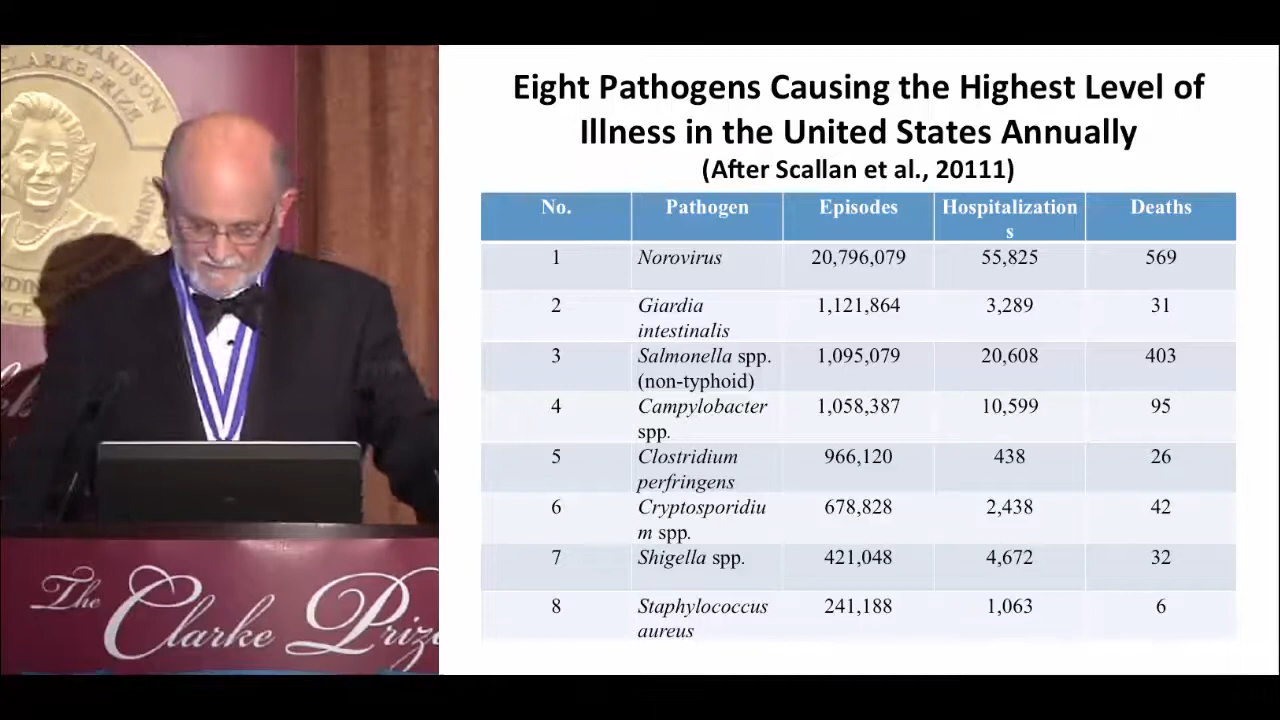 HARDSON
CLARKE PRIZE
The Clarke Prize
Eight Pathogens Causing the Highest Level of
Illness in the United States Annually
(After Scallan et al., 20111)
No. Pathogen Episodes Hospitalization Deaths
s
1 Norovirus 20,796,079 55,825 569
2 Giardia 1,121,864 3,289 31
intestinalis
3 Salmonella spp. 1,095,079 20,608 403
(non-typhoid)
4 Campylobacter 1,058,387 10,599 95
spp.
5 Clostridium 966,120 438 26
perfringens
6 Cryptosporidiu 678,828 2,438 42
m spp.
7 Shigella spp. 421,048 4,672 32
8 Staphylococcus 241,188 1,063 6
aureus